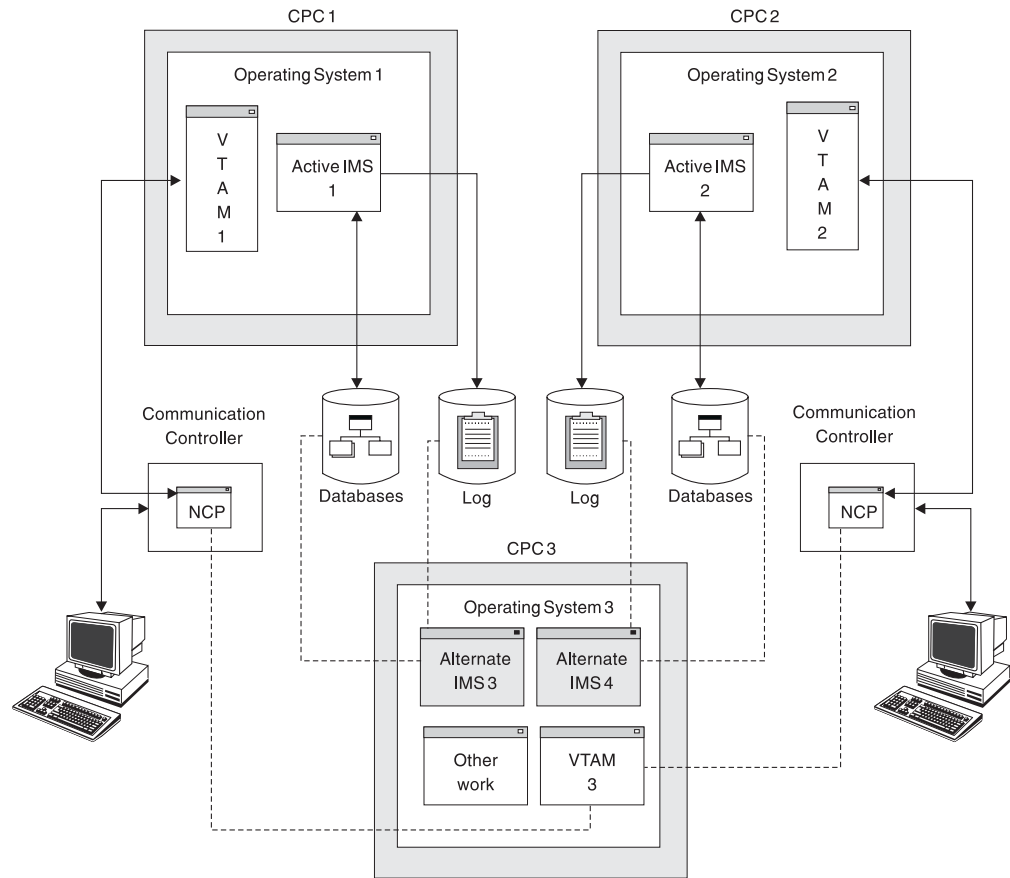 CPC 1
CPC 2
Operating System 1
Operating System 2
V
T
A
M
1
Active IMS
1
Active IMS
2
V
T
A
M
2
Communication
Controller
NCP
Databases
Log
Log
Databases
Communication
Controller
NCP
CPC 3
Operating System 3
Alternate
IMS 3
Alternate
IMS 4
Other
work
VTAM
3